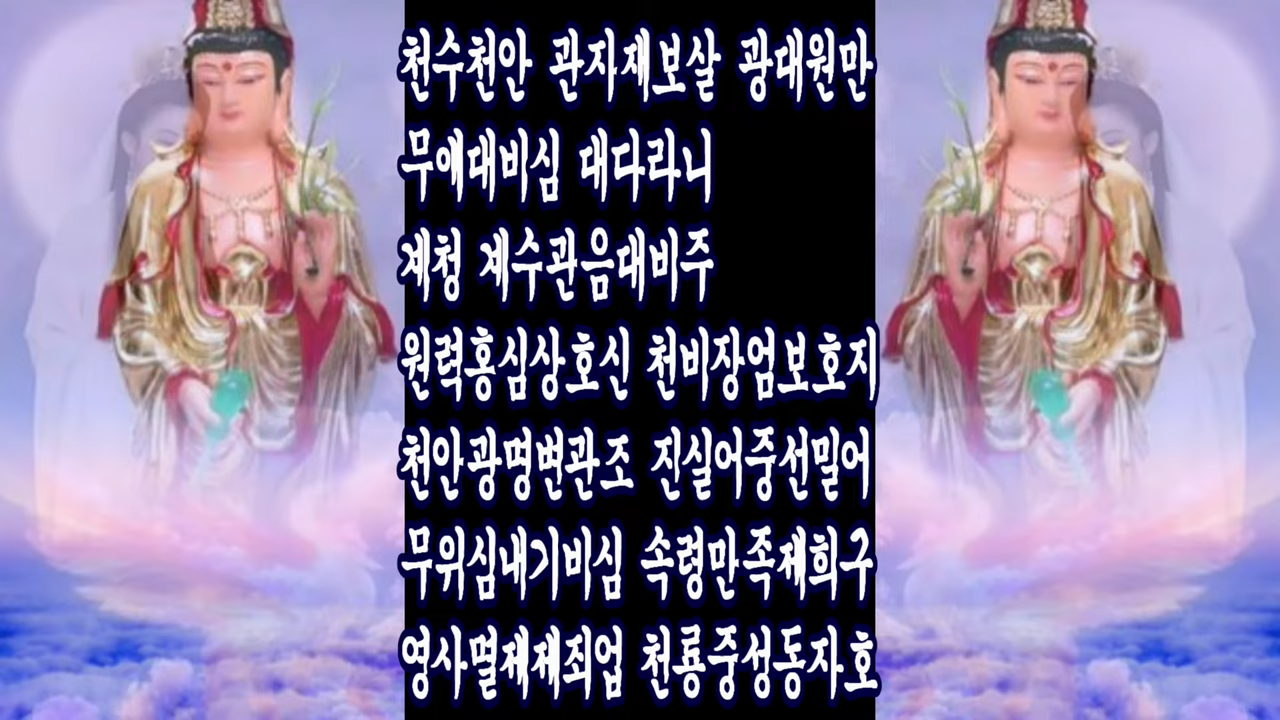 천수천안 관자재보살 광대원만
무애대비심 대다라니
계청 계수관음대비주
원력홍심상호신 천비장엄보호지
천안광명변관조 진실어중선밀어
무위심내기비심 속령만족제희구
영사멸제제죄업 천룡중성동자호